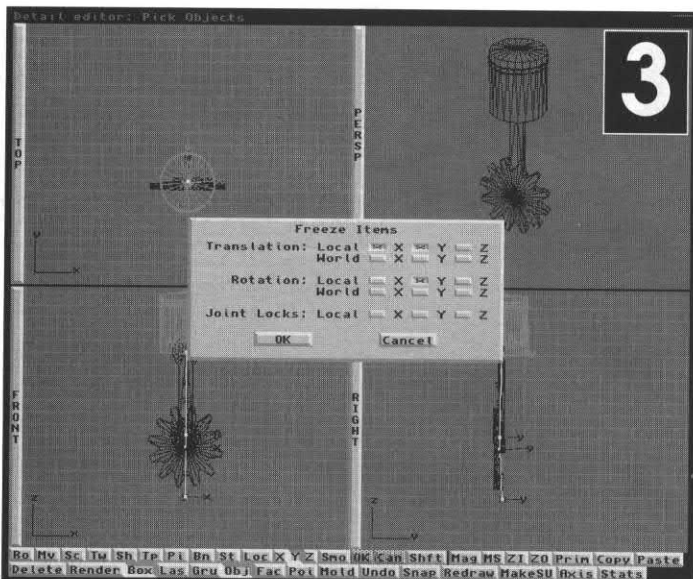 Detail editor: Pick Objects
3
TOP
PERSP
Freeze Items
Translation: Local X Y Z
World X Y Z
Rotation: Local X Y Z
World X Y Z
Joint Locks: Local X Y Z
OK Cancel
FRONT
RIGHT
y
x
z
x
z
y
x
y
y
Ro Mv Sc Tw Sh Tp Pi Bn St Loc X Y Z Smo OK Can Shft Mag MS ZI ZO Prim Copy Paste
Delete Render Box Las Gru Obj Fac Poi Mold Undo Snap Redraw MakeSU Axis Stats